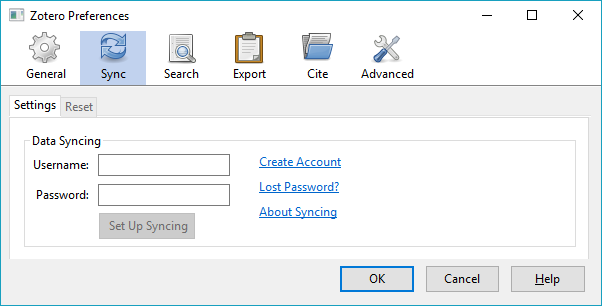 Zotero Preferences
General Sync Search Export Cite Advanced
Settings Reset
Data Syncing
Username: Create Account
Password: Lost Password?
Set Up Syncing About Syncing
OK Cancel Help